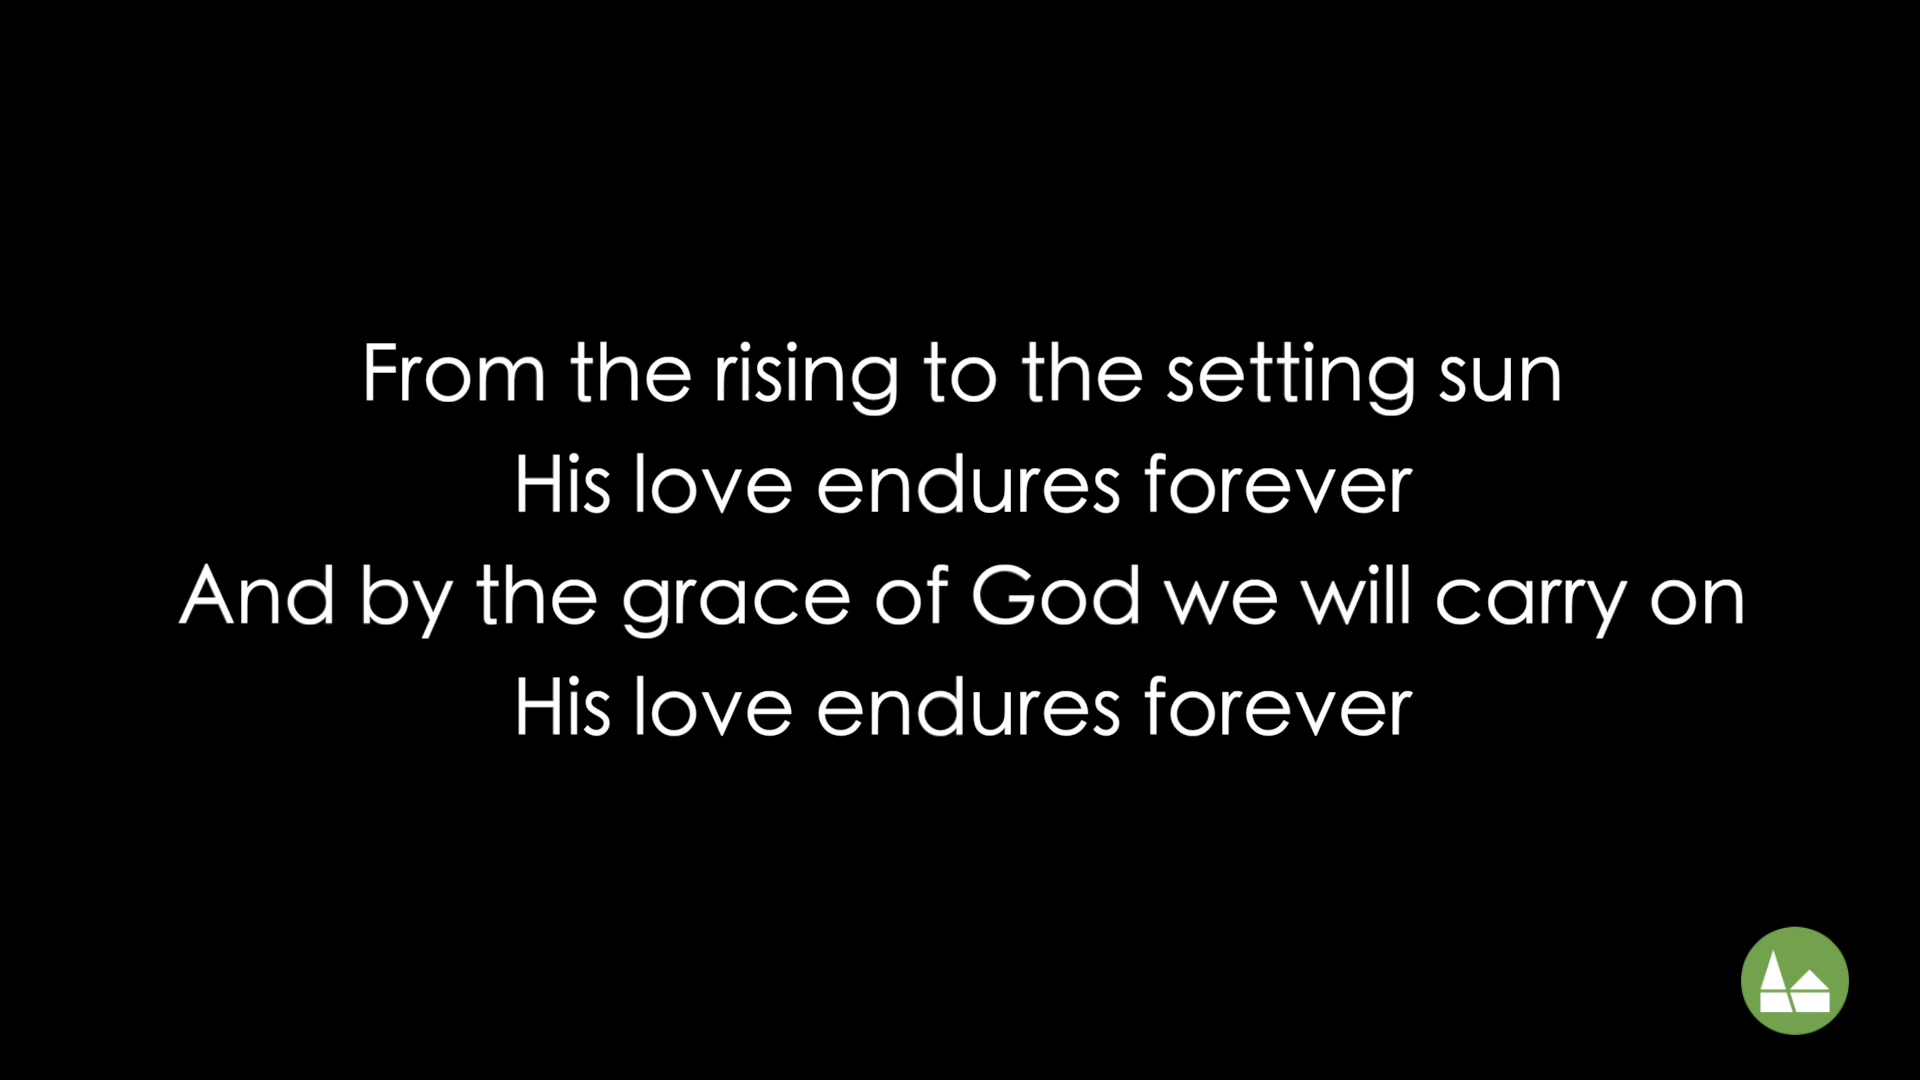 From the rising to the setting sun
His love endures forever
And by the grace of God we will carry on
His love endures forever